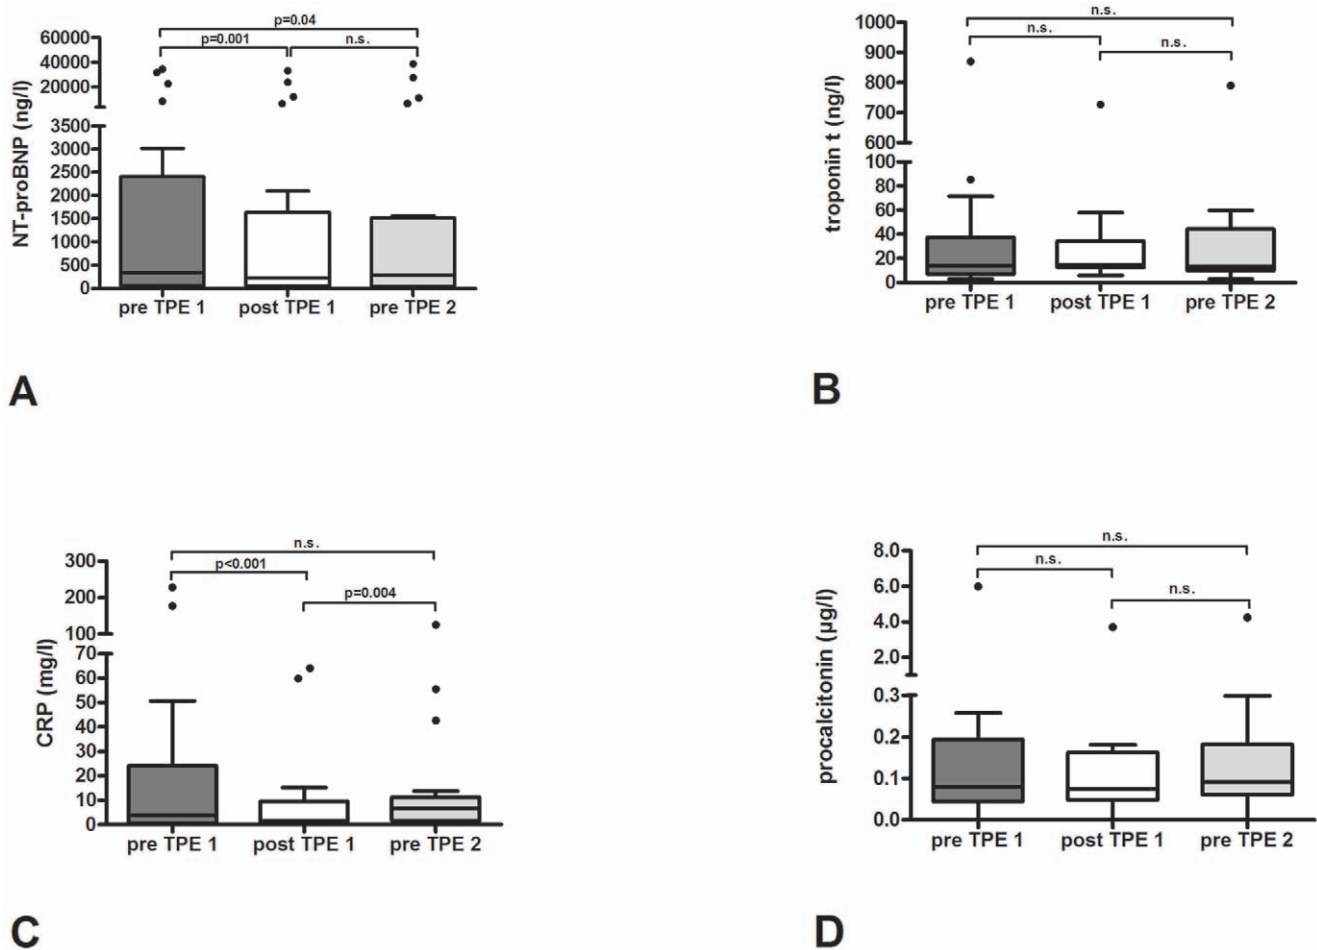 p=0.04
p=0.001
n.s.
60000
40000
20000
3500
3000
2500
2000
1500
1000
500
0
NT-proBNP (ng/l)
pre TPE 1
post TPE 1
pre TPE 2
A
n.s.
n.s.
n.s.
1000
900
800
700
600
100
80
60
40
20
0
troponin t (ng/l)
pre TPE 1
post TPE 1
pre TPE 2
B
n.s.
p<0.001
p=0.004
300
200
100
70
60
50
40
30
20
10
0
CRP (mg/l)
pre TPE 1
post TPE 1
pre TPE 2
C
n.s.
n.s.
n.s.
8.0
6.0
4.0
2.0
0.3
0.2
0.1
0.0
procalcitonin (µg/l)
pre TPE 1
post TPE 1
pre TPE 2
D